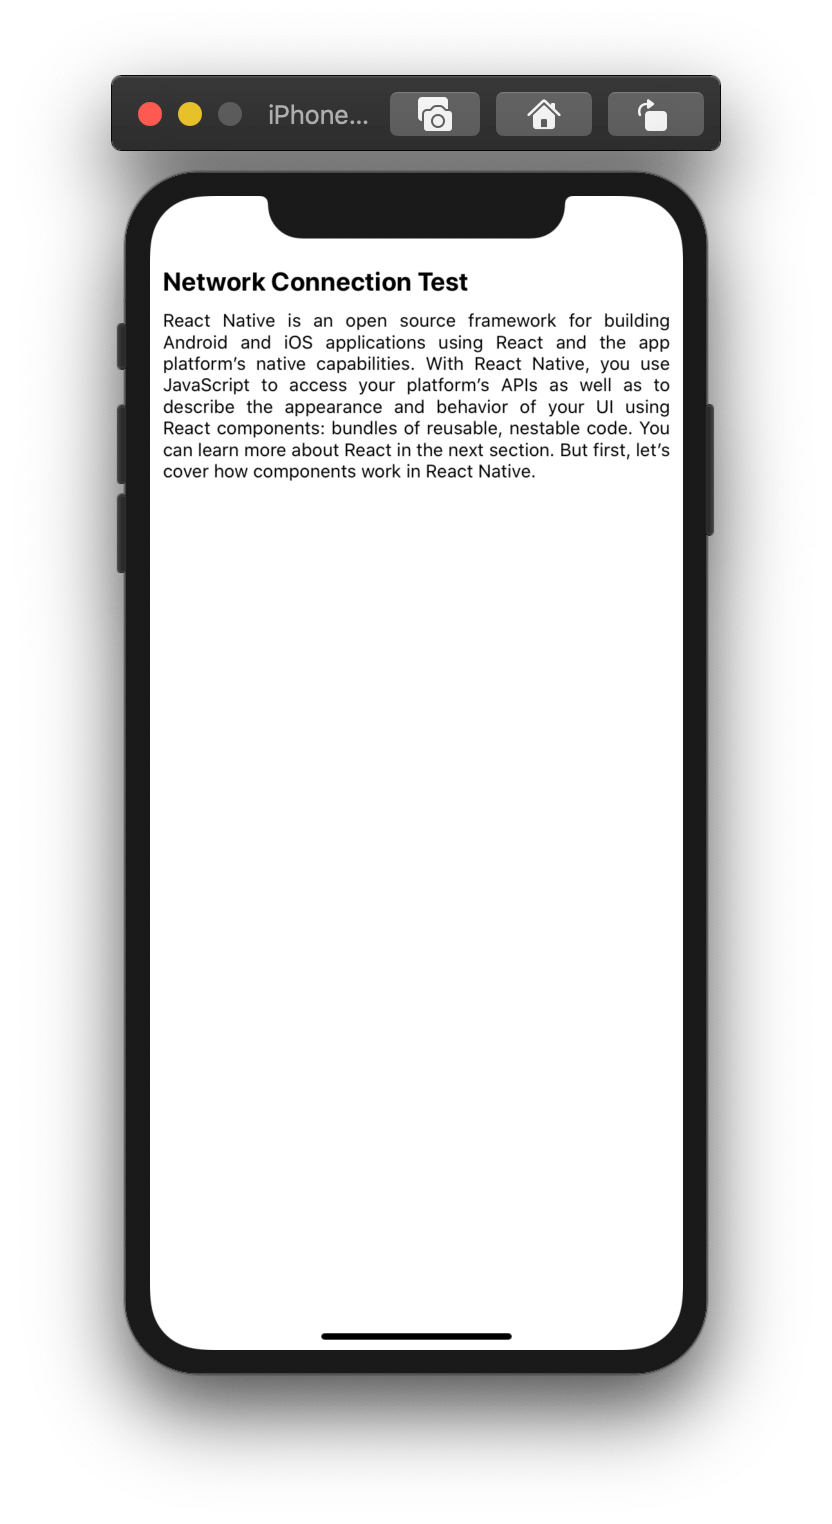 iPhone...
Network Connection Test
React Native is an open source framework for building
Android and iOS applications using React and the app
platform’s native capabilities. With React Native, you use
JavaScript to access your platform’s APIs as well as to
describe the appearance and behavior of your UI using
React components: bundles of reusable, nestable code. You
can learn more about React in the next section. But first, let’s
cover how components work in React Native.